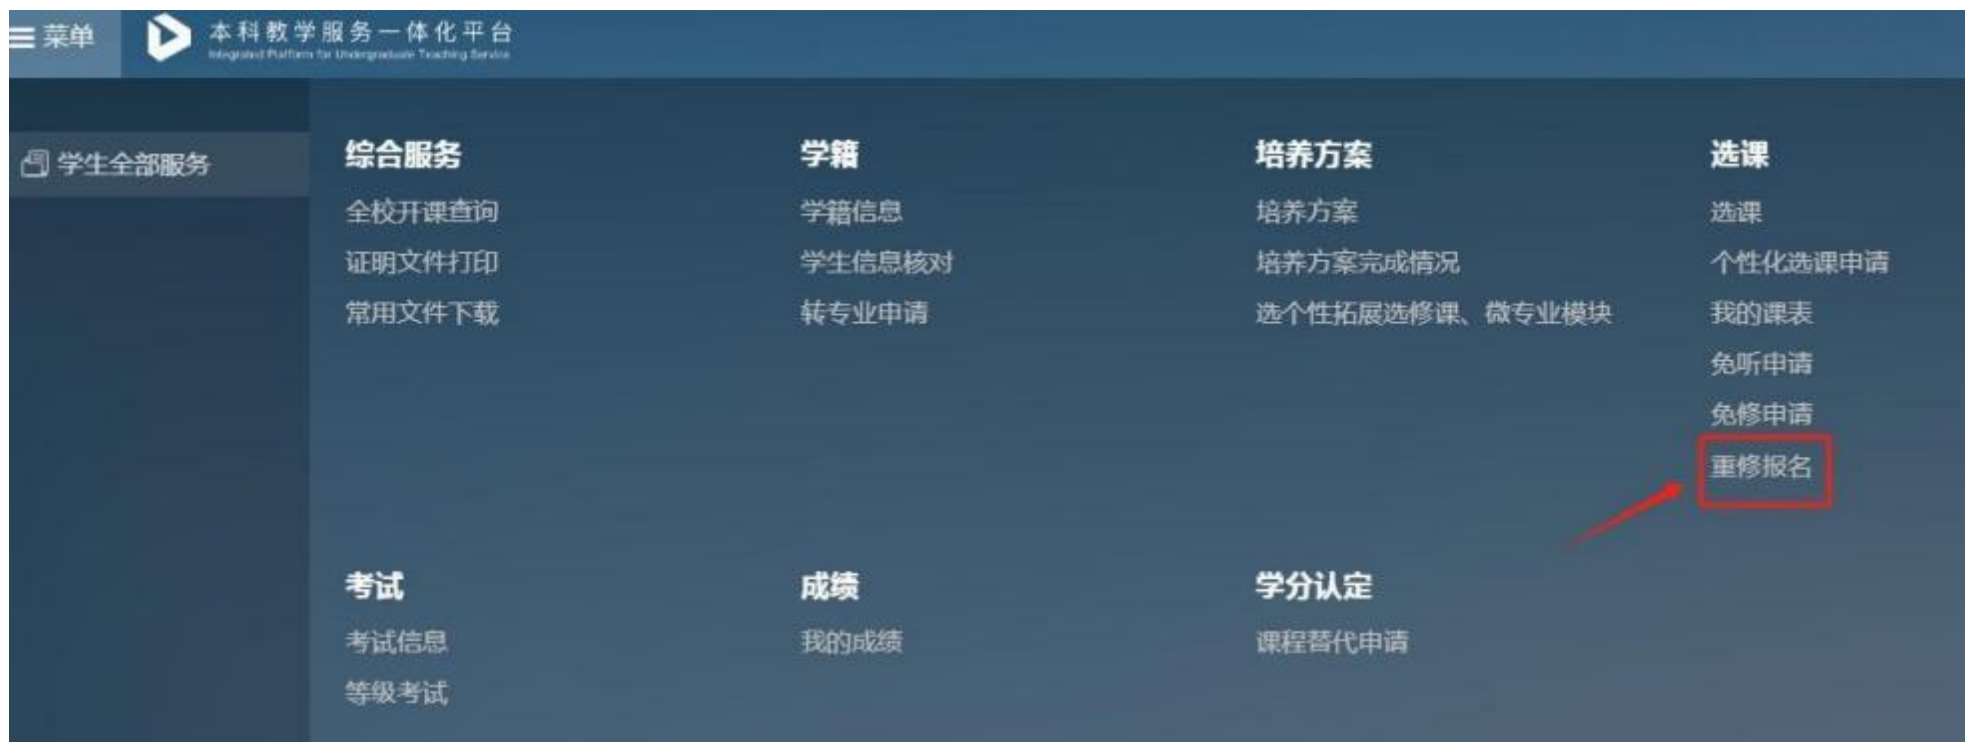 菜单
本科教学服务一体化平台
Integrated Platform for Undergraduate Teaching Service
学生全部服务
综合服务
全校开课查询
证明文件打印
常用文件下载
学籍
学籍信息
学生信息核对
转专业申请
培养方案
培养方案
培养方案完成情况
选个性拓展选修课、微专业模块
选课
选课
个性化选课申请
我的课表
免听申请
免修申请
重修报名
考试
考试信息
等级考试
成绩
我的成绩
学分认定
课程替代申请